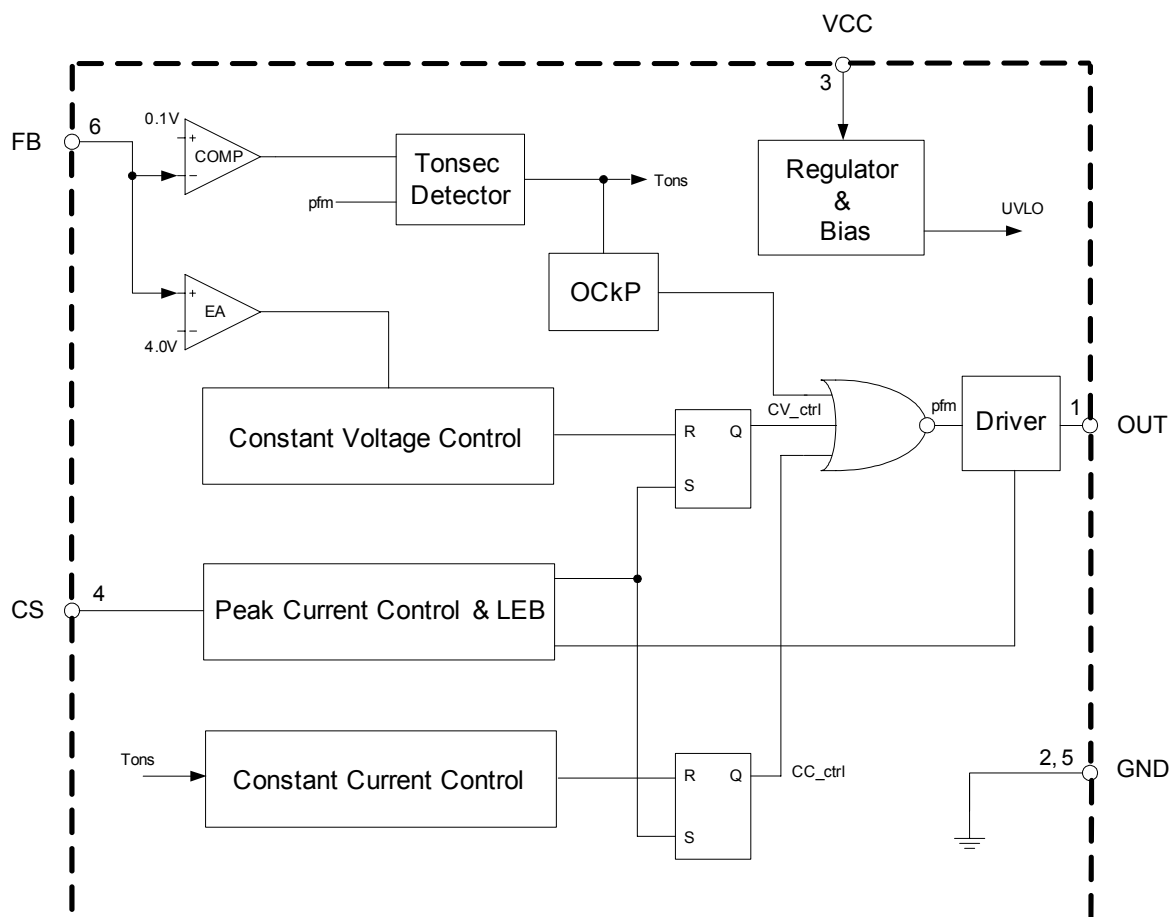 VCC
3
FB
6
0.1V
+
COMP
−
Tonsec
Detector
pfm
Tons
Regulator
&
Bias
UVLO
OCkP
+
EA
−
4.0V
Constant Voltage Control
R
Q
S
CV_ctrl
pfm
Driver
1
OUT
CS
4
Peak Current Control & LEB
Tons
Constant Current Control
R
Q
S
CC_ctrl
2, 5
GND